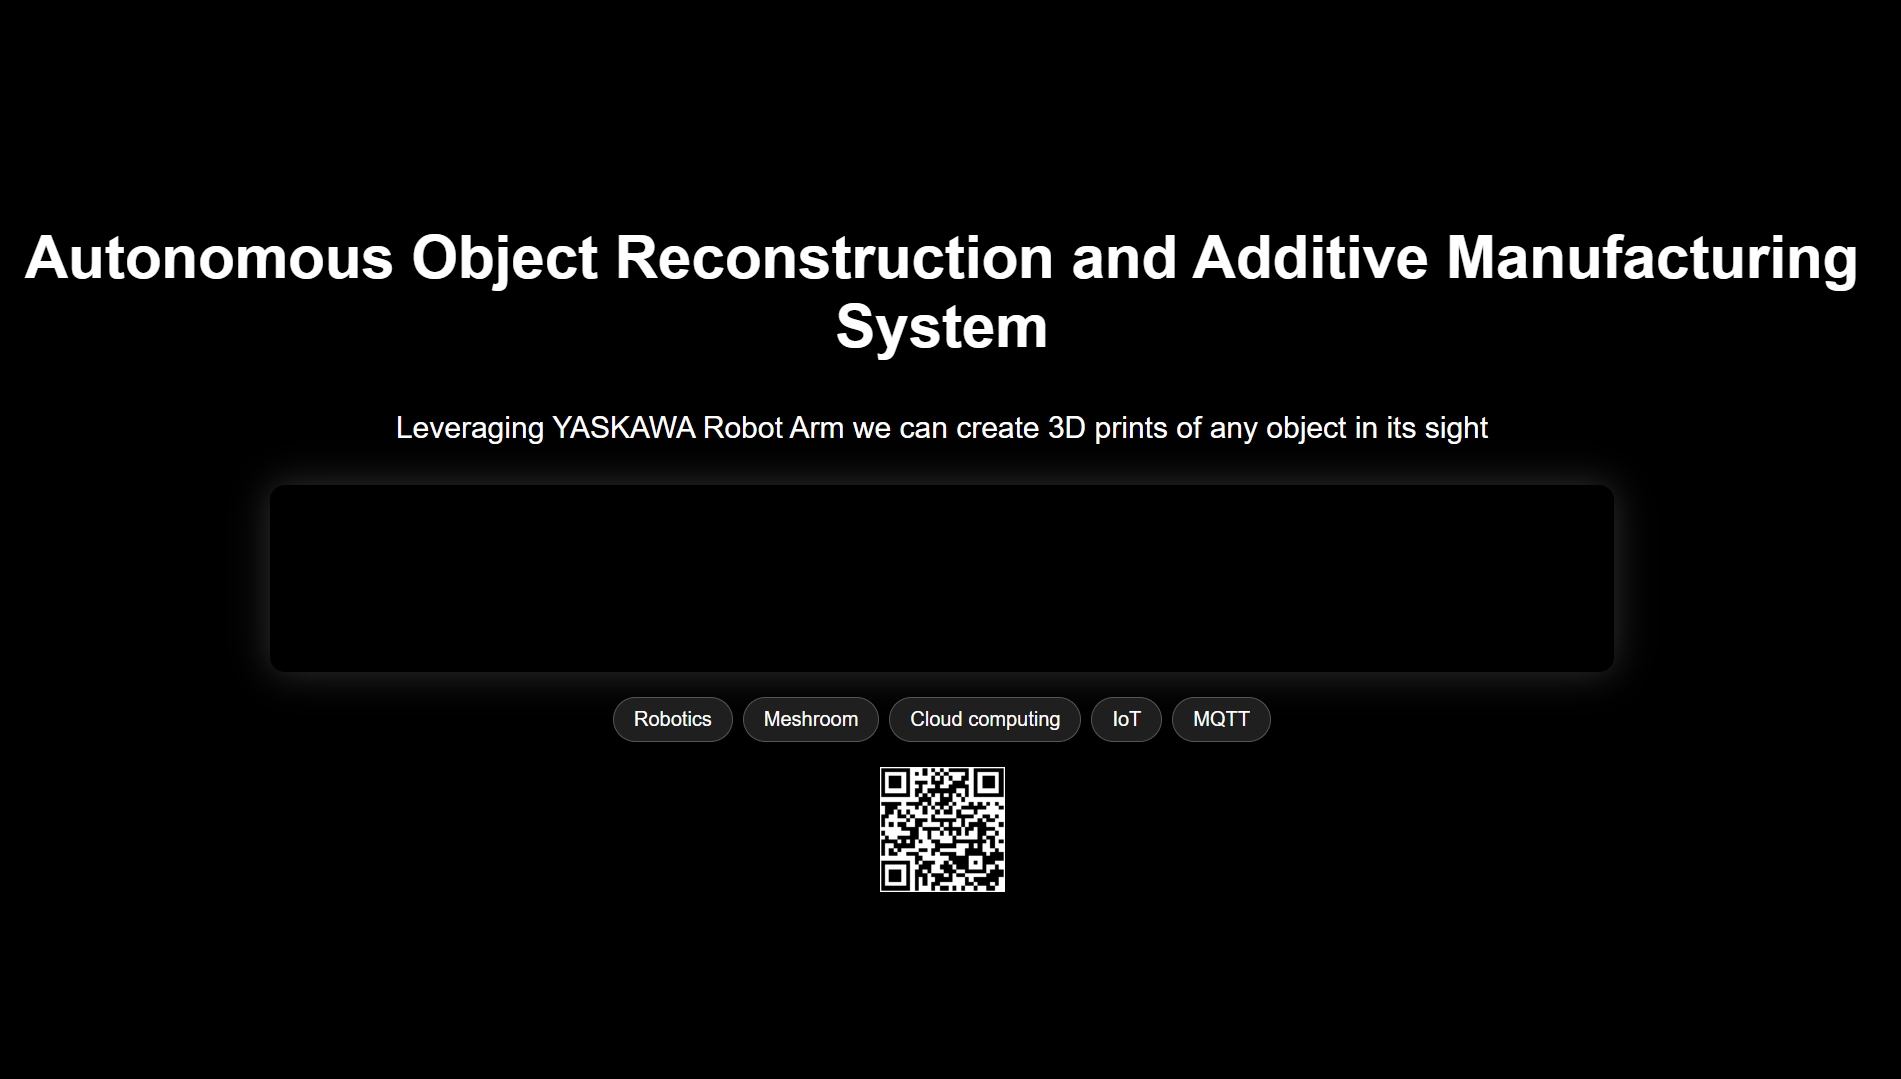 Autonomous Object Reconstruction and Additive Manufacturing
System
Leveraging YASKAWA Robot Arm we can create 3D prints of any object in its sight
Robotics Meshroom Cloud computing IoT MQTT